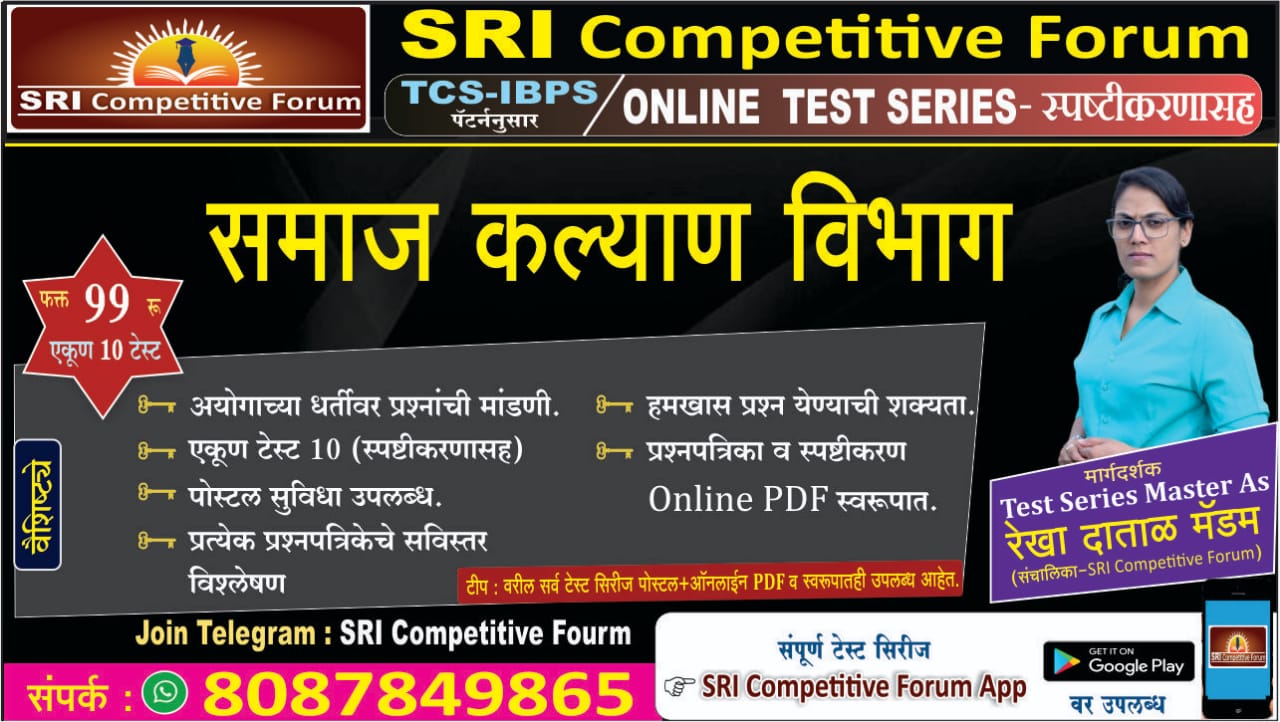 SRI Competitive Forum
SRI Competitive Forum
TCS-IBPS
पॅटर्ननुसार
ONLINE TEST SERIES- स्पष्टीकरणासह
समाज कल्याण विभाग
फक्त 99 रू
एकूण 10 टेस्ट
वैशिष्ट्ये
अयोगाच्या धर्तीवर प्रश्नांची मांडणी.
एकूण टेस्ट 10 (स्पष्टीकरणासह)
पोस्टल सुविधा उपलब्ध.
प्रत्येक प्रश्नपत्रिकेचे सविस्तर
विश्लेषण
हमखास प्रश्न येण्याची शक्यता.
प्रश्नपत्रिका व स्पष्टीकरण
Online PDF स्वरूपात.
टीप : वरील सर्व टेस्ट सिरीज पोस्टल+ऑनलाईन PDF व स्वरूपातही उपलब्ध आहेत.
मार्गदर्शक
Test Series Master As
रेखा दाताळ मॅडम
(संचालिका-SRI Competitive Forum)
Join Telegram : SRI Competitive Fourm
संपर्क : 8087849865
संपूर्ण टेस्ट सिरीज
SRI Competitive Forum App
GET IT ON
Google Play
वर उपलब्ध
SRI Competitive Forum